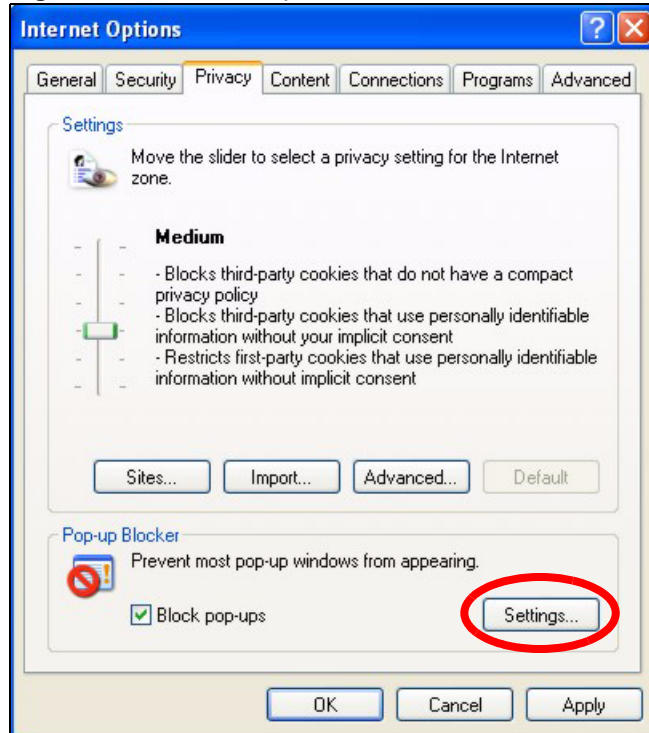 Internet Options
General Security Privacy Content Connections Programs Advanced
Settings
Move the slider to select a privacy setting for the Internet
zone.
Medium
- Blocks third-party cookies that do not have a compact
privacy policy
- Blocks third-party cookies that use personally identifiable
information without your implicit consent
- Restricts first-party cookies that use personally identifiable
information without implicit consent
Sites... Import... Advanced... Default
Pop-up Blocker
Prevent most pop-up windows from appearing.
Block pop-ups Settings...
OK Cancel Apply